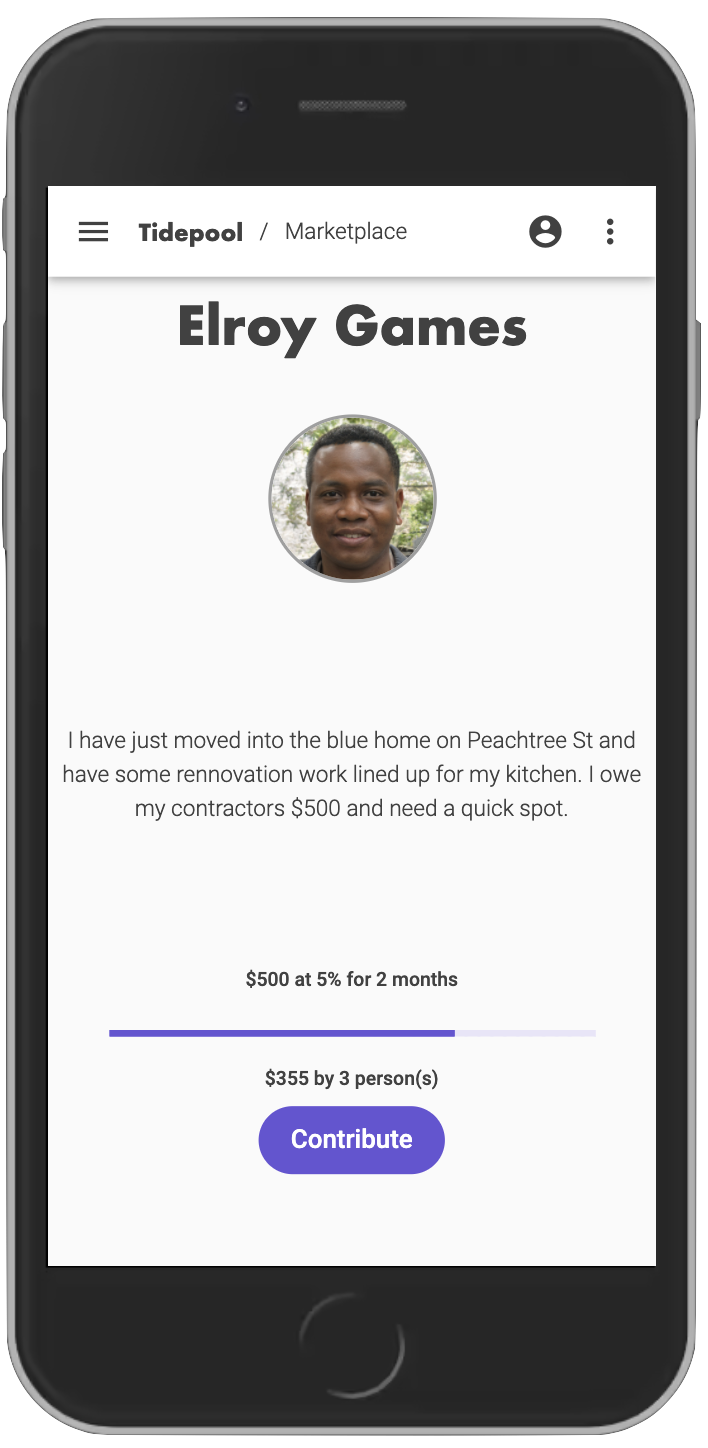 Tidepool / Marketplace
Elroy Games
I have just moved into the blue home on Peachtree St and
have some rennovation work lined up for my kitchen. I owe
my contractors $500 and need a quick spot.
$500 at 5% for 2 months
$355 by 3 person(s)
Contribute